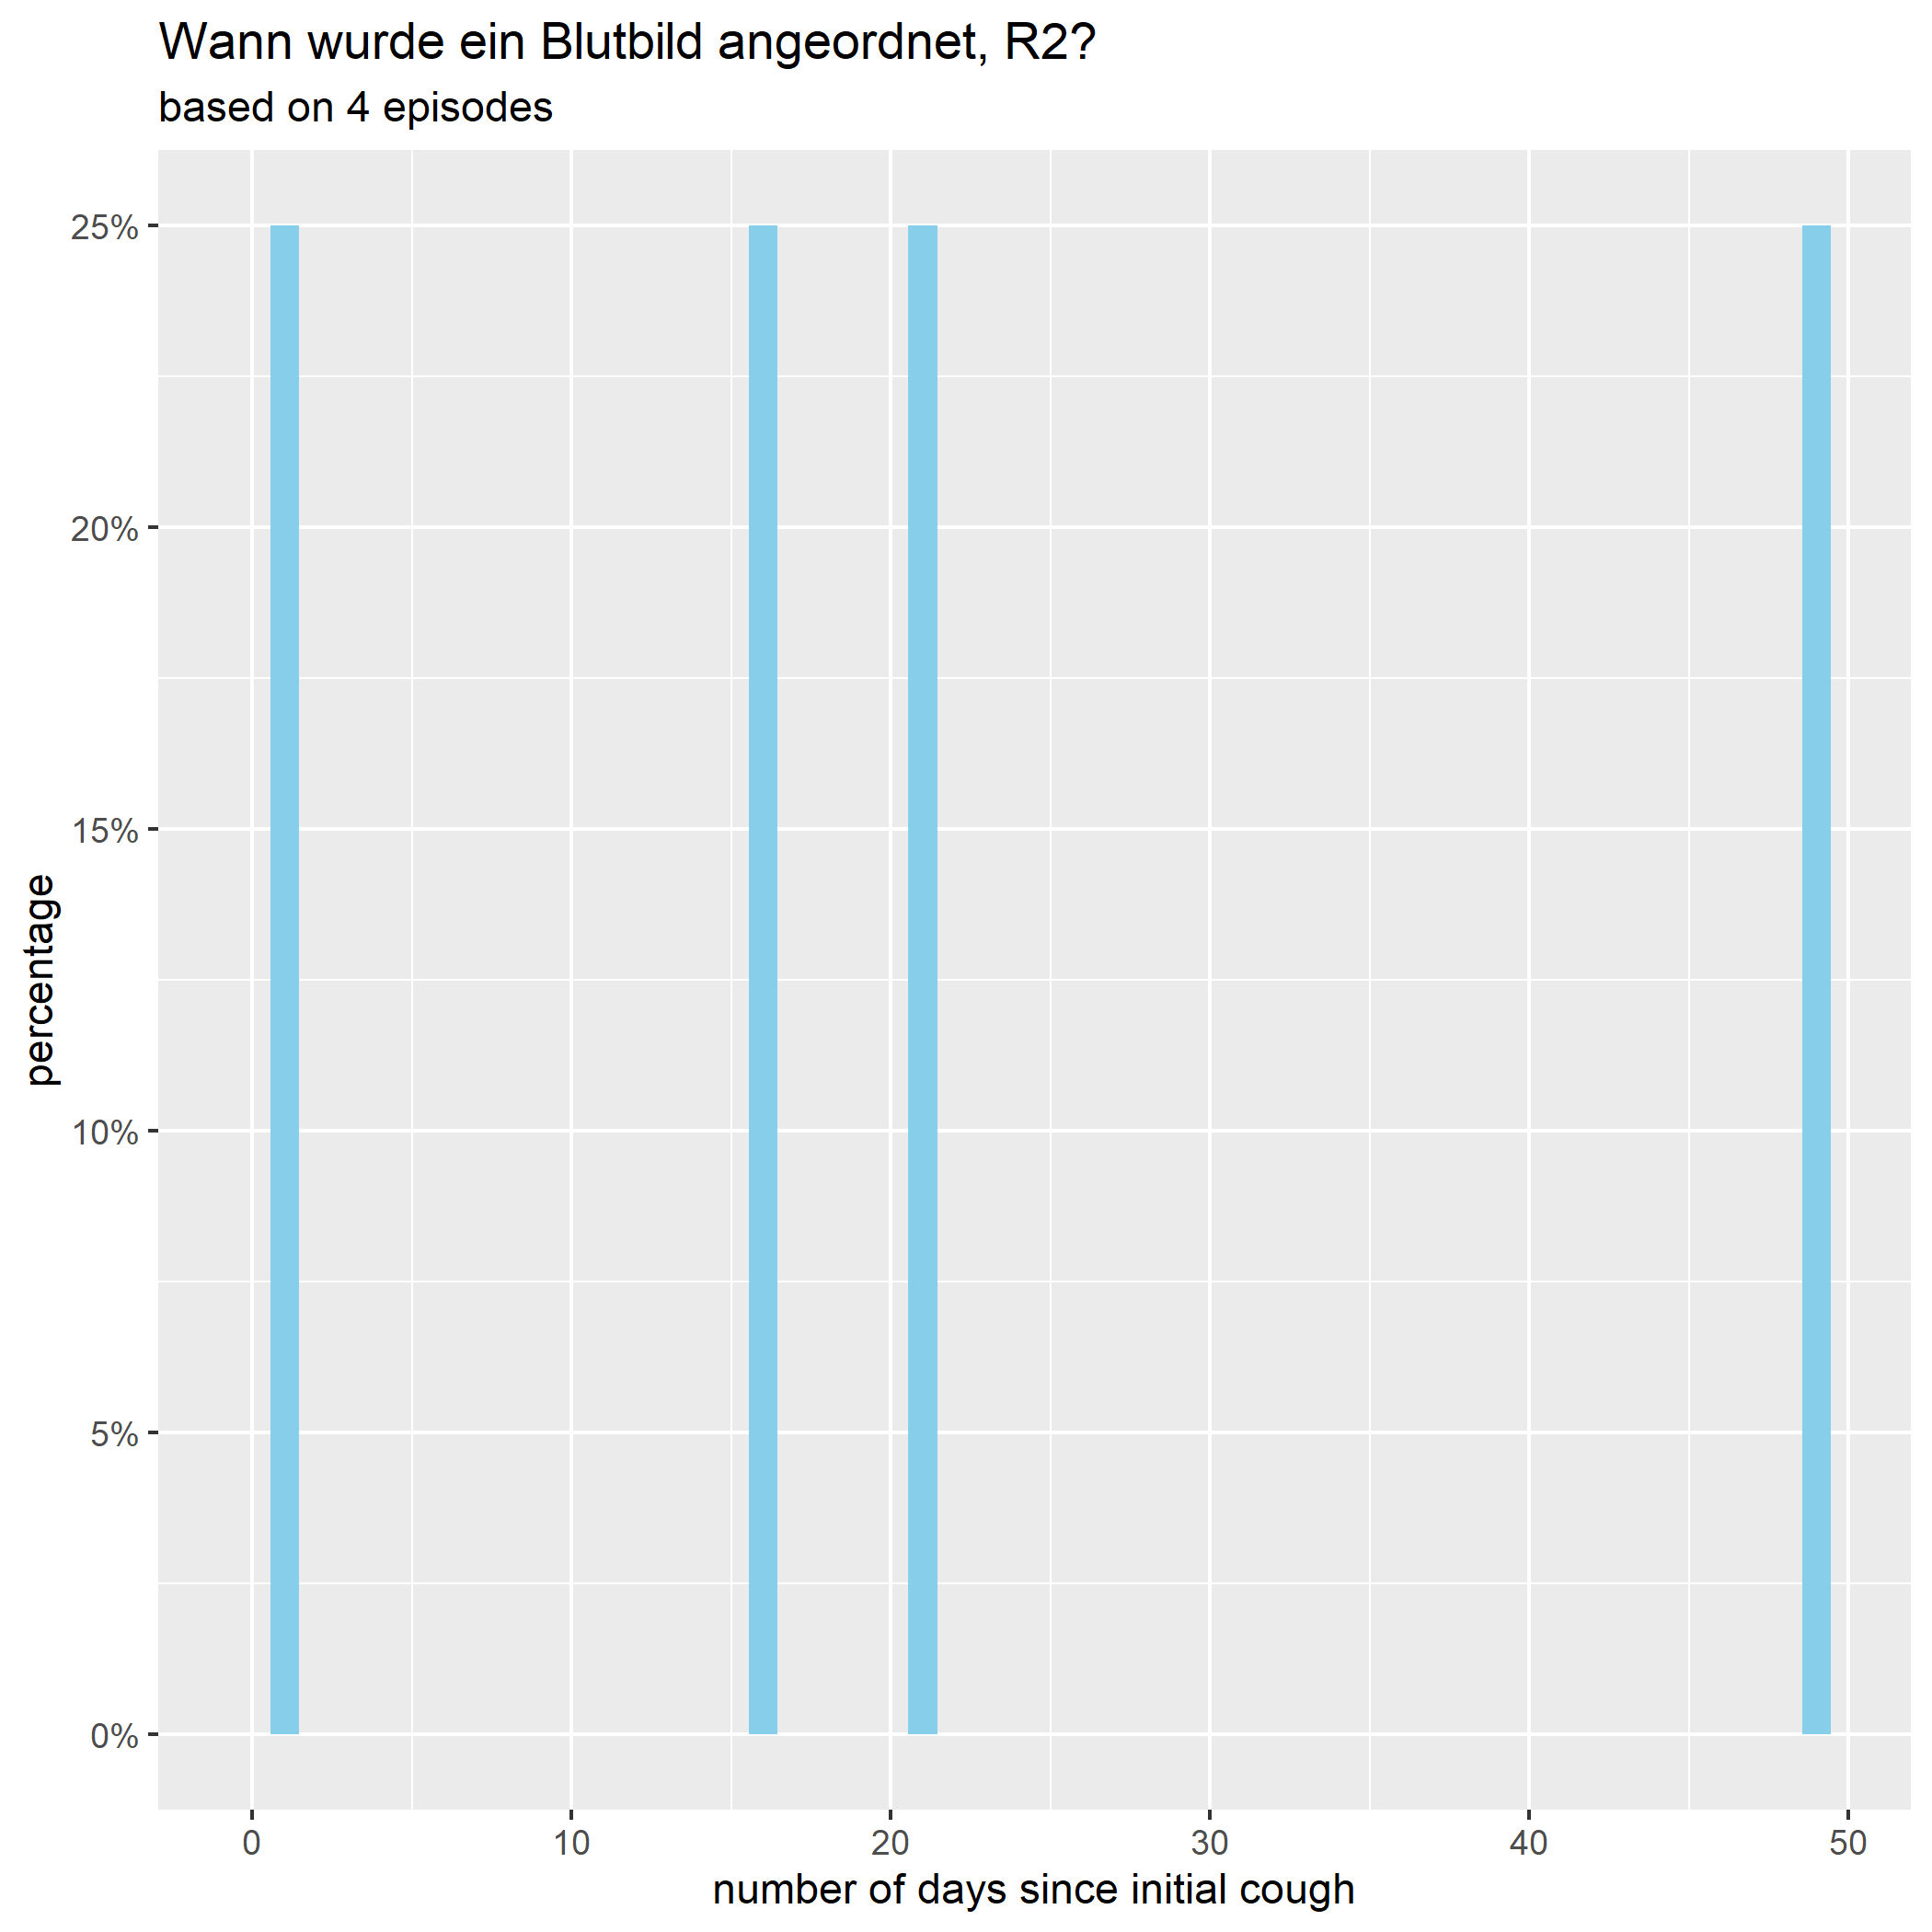 Wann wurde ein Blutbild angeordnet, R2?
based on 4 episodes
25%
20%
15%
10%
5%
0%
percentage
0 10 20 30 40 50
number of days since initial cough